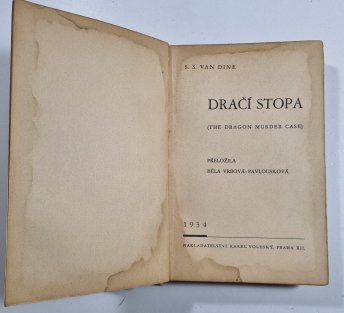 S. S. VAN DINE
DRAČÍ STOPA
(THE DRAGON MURDER CASE)
PŘELOŽILA
BĚLA VRBOVÁ-PAVLOUSKOVÁ
1934
NAKLADATELSTVÍ KAREL VOLESKÝ, PRAHA XII.